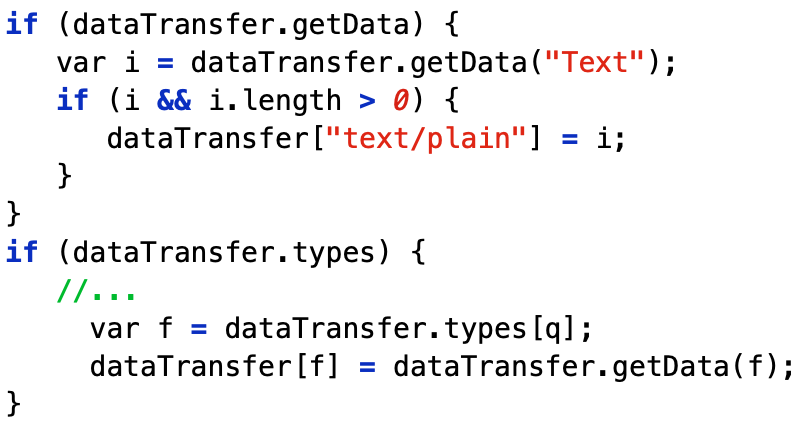 if (dataTransfer.getData) {
   var i = dataTransfer.getData("Text");
   if (i && i.length > 0) {
      dataTransfer["text/plain"] = i;
   }
}
if (dataTransfer.types) {
   //...
     var f = dataTransfer.types[q];
     dataTransfer[f] = dataTransfer.getData(f);
}